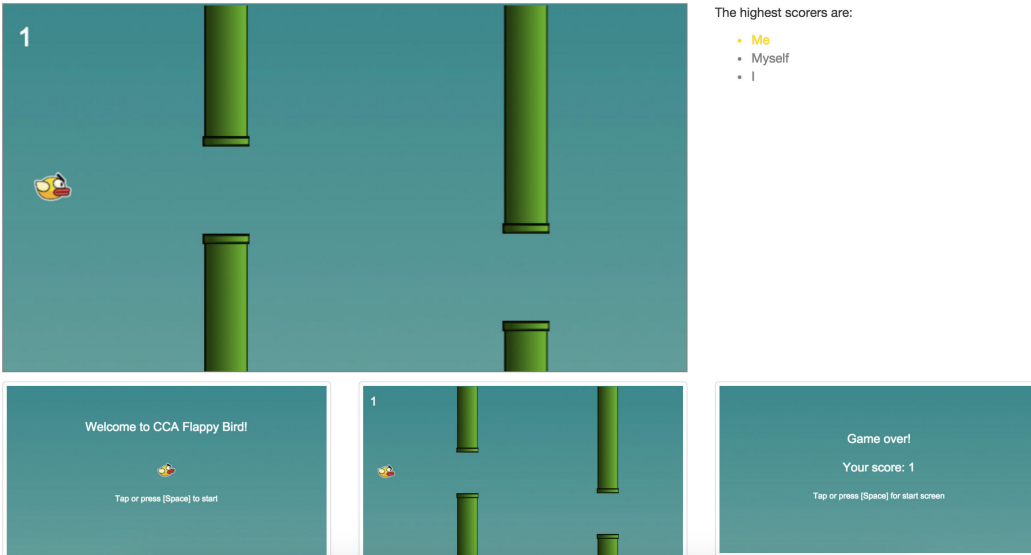 1
The highest scorers are:
Me
Myself
I
Welcome to CCA Flappy Bird!
Tap or press [Space] to start
1
Game over!
Your score: 1
Tap or press [Space] for start screen